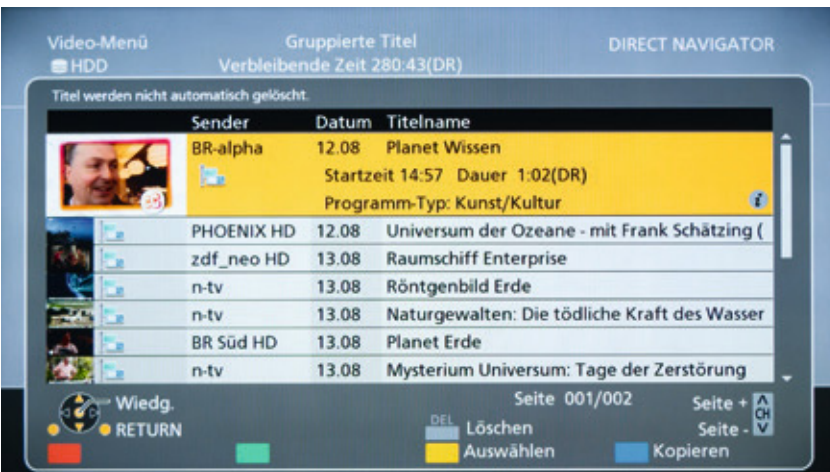 Video-Menü Gruppierte Titel DIRECT NAVIGATOR
HDD Verbleibende Zeit 280:43(DR)
Titel werden nicht automatisch gelöscht.
Sender Datum Titelname
BR-alpha 12.08 Planet Wissen
Startzeit 14:57 Dauer 1:02(DR)
Programm-Typ: Kunst/Kultur
PHOENIX HD 12.08 Universum der Ozeane - mit Frank Schätzing (
zdf_neo HD 13.08 Raumschiff Enterprise
n-tv 13.08 Röntgenbild Erde
n-tv 13.08 Naturgewalten: Die tödliche Kraft des Wasser
BR Süd HD 13.08 Planet Erde
n-tv 13.08 Mysterium Universum: Tage der Zerstörung
Wiedg. Seite 001/002 Seite + CH
RETURN DEL Löschen Seite -
Auswählen Kopieren